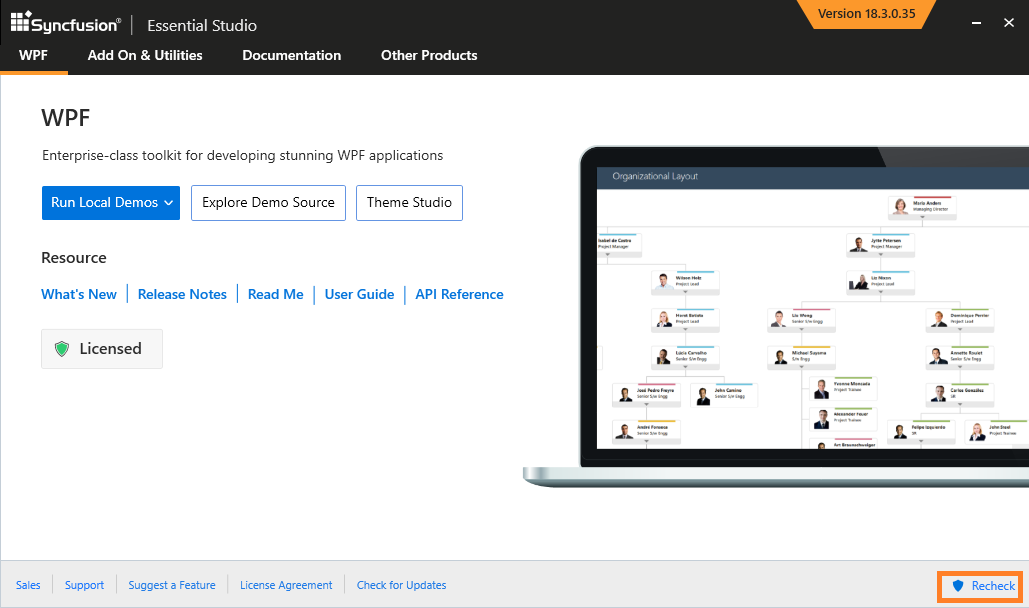 Syncfusion® | Essential Studio
Version 18.3.0.35
WPF
Add On & Utilities
Documentation
Other Products
WPF
Enterprise-class toolkit for developing stunning WPF applications
Run Local Demos
Explore Demo Source
Theme Studio
Resource
What's New
Release Notes
Read Me
User Guide
API Reference
Licensed
Organizational Layout
Maria Anders
Managing Director
Isabel de Castro
Project Manager
Jytte Petersen
Project Manager
Wilson Holz
Project Lead
Liz Nixon
Project Lead
Hanri Batista
Project Lead
Liu Wong
Senior S/w Engg
Dominique Perrier
Project Lead
Lúcia Carvalho
Senior S/w Engg
Michael Suyama
Senior S/w Engg
Annette Roulet
Senior S/w Engg
José Pedro Freyre
Senior S/w Engg
John Camino
Senior S/w Engg
Yvonne Moncada
Project Trainee
Carlos González
SR
André Fonseca
Senior S/w Engg
Alexander Feuer
Project Trainee
Felipe Izquierdo
SR
John Steel
Project Trainee
Art Braunschweiger
Sales
Support
Suggest a Feature
License Agreement
Check for Updates
Recheck